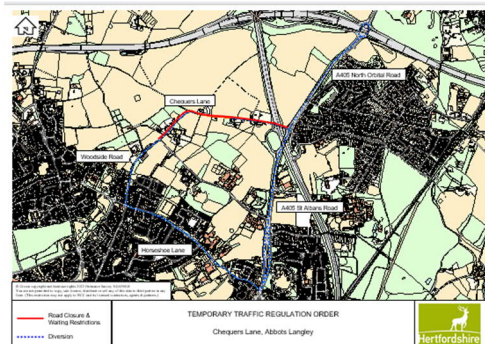 A405 North Orbital Road
Chequers Lane
Woodside Road
A405 St Albans Road
Horseshoe Lane
Road Closure &
Waiting Restrictions
Diversion
TEMPORARY TRAFFIC REGULATION ORDER
Chequers Lane, Abbots Langley
Hertfordshire